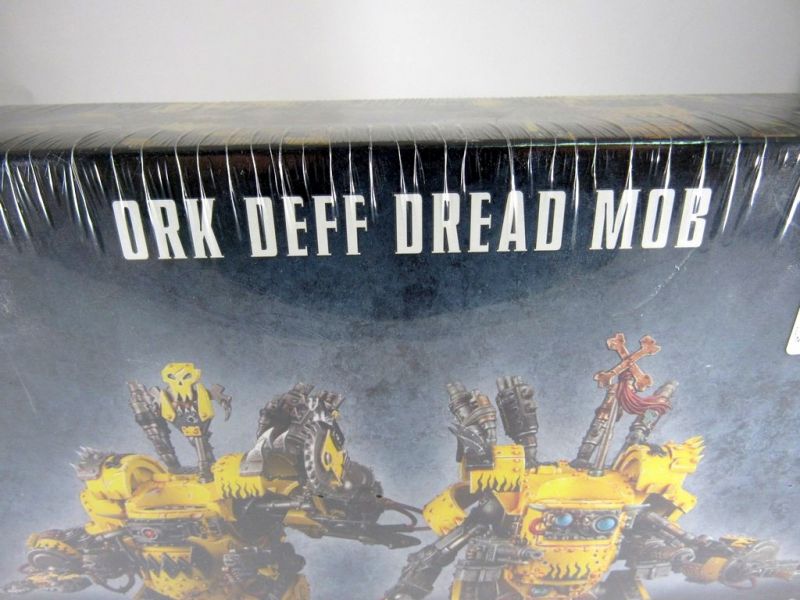 ORK DEFF DREAD MOB